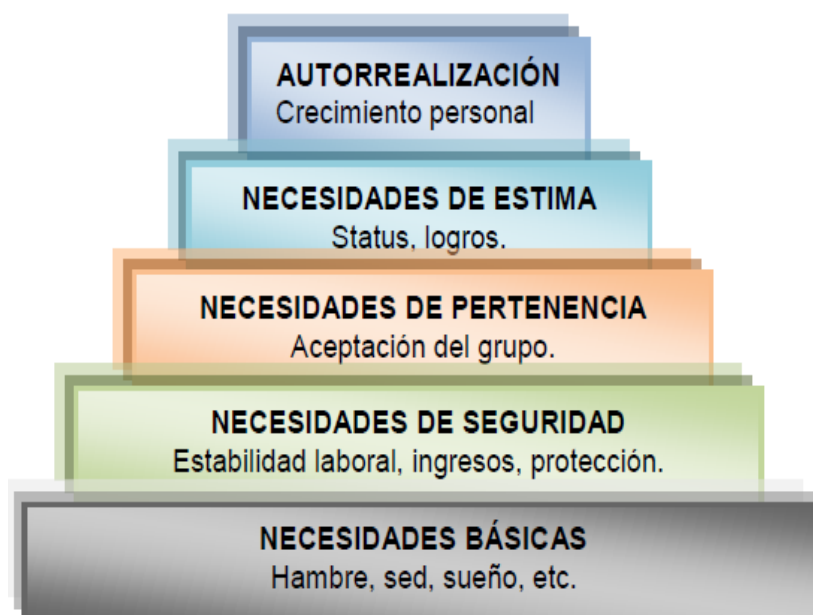 AUTORREALIZACIÓN
Crecimiento personal
NECESIDADES DE ESTIMA
Status, logros.
NECESIDADES DE PERTENENCIA
Aceptación del grupo.
NECESIDADES DE SEGURIDAD
Estabilidad laboral, ingresos, protección.
NECESIDADES BÁSICAS
Hambre, sed, sueño, etc.